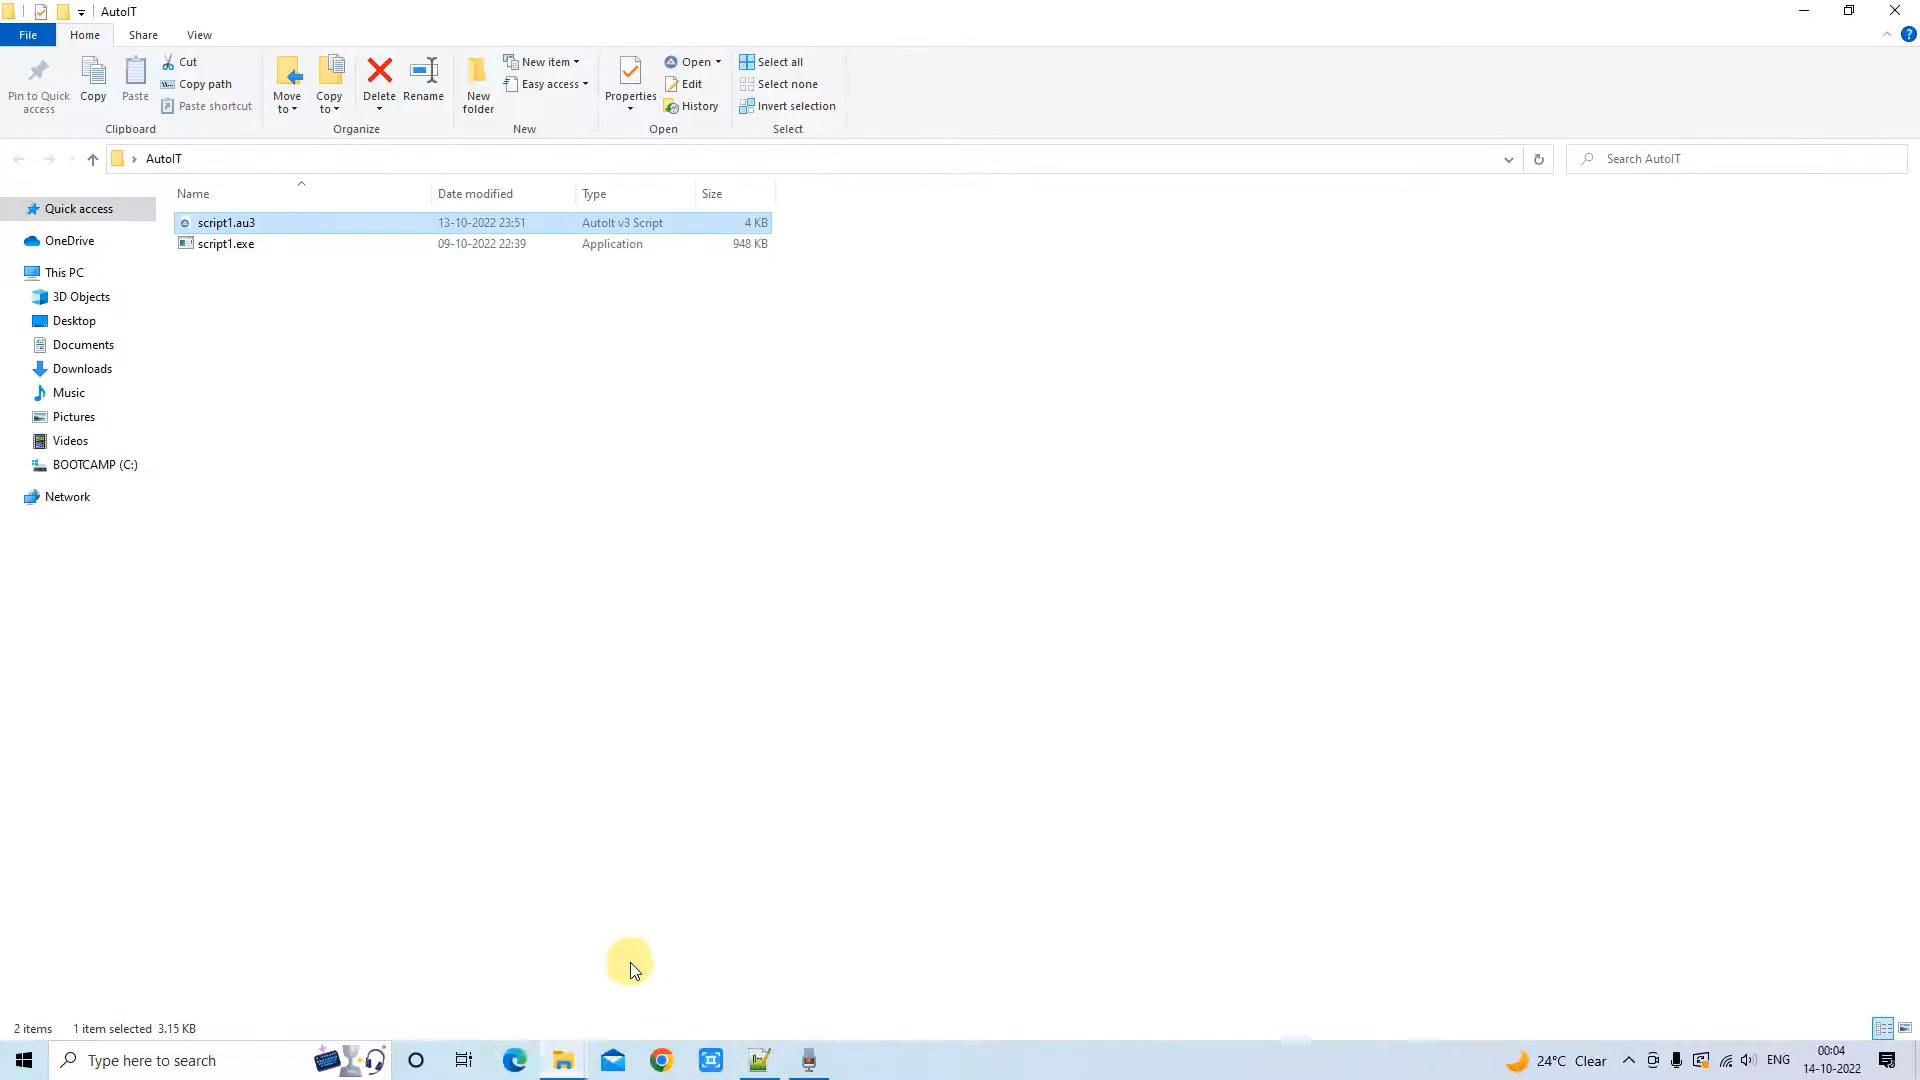 AutoIT
File Home Share View
Pin to Quick access
Copy
Paste
Cut
Copy path
Paste shortcut
Clipboard
Move to
Copy to
Delete
Rename
Organize
New folder
New item
Easy access
New
Properties
Open
Edit
History
Open
Select all
Select none
Invert selection
Select
AutoIT
Search AutoIT
Name Date modified Type Size
script1.au3 13-10-2022 23:51 AutoIt v3 Script 4 KB
script1.exe 09-10-2022 22:39 Application 948 KB
Quick access
OneDrive
This PC
3D Objects
Desktop
Documents
Downloads
Music
Pictures
Videos
BOOTCAMP (C:)
Network
2 items 1 item selected 3.15 KB
Type here to search
24°C Clear
ENG
00:04
14-10-2022